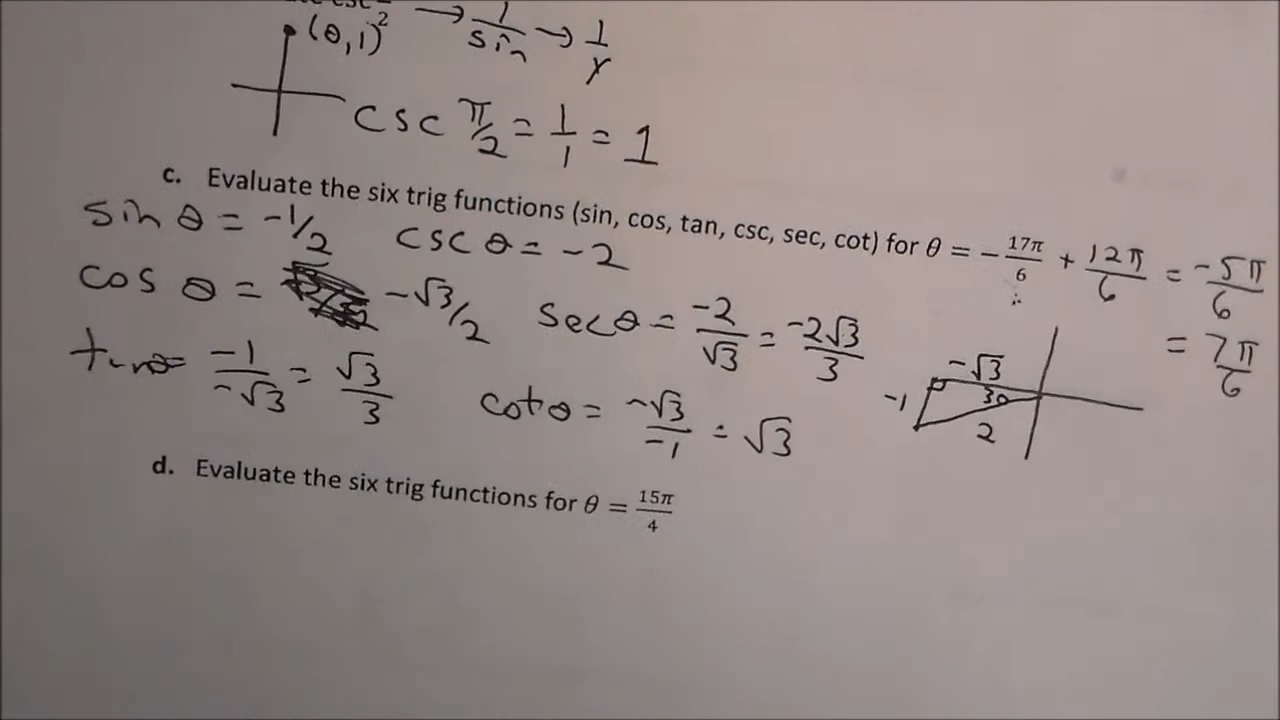 csc
→ 1/sin → 1/y
(0,1)
csc π/2 = 1/1 = 1
c. Evaluate the six trig functions (sin, cos, tan, csc, sec, cot) for θ = − 17π/6 + 12π/6 = -5π/6
= 7π/6
sin θ = -1/2 csc θ = -2
cos θ = -√3/2 sec θ = -2/√3 = -2√3/3
tan θ = -1/-√3 = √3/3 cot θ = -√3/-1 = √3
-√3
-1
30
2
d. Evaluate the six trig functions for θ = 15π/4